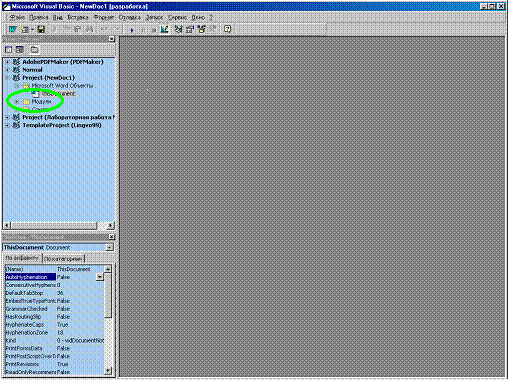 Microsoft Visual Basic - NewDoc1 [разработка]
Файл Правка Вид Вставка Формат Отладка Запуск Сервис Окно ?
AdobePDFMaker (PDFMaker)
Normal
Project (NewDoc1)
Microsoft Word Объекты
ThisDocument
Модули
Project (Лабораторная работа
TemplateProject (Lingvo99)
ThisDocument Document
По алфавиту По категориям
(Name) ThisDocument
AutoHyphenation False
ConsecutiveHyphens 0
DefaultTabStop 36
EmbedTrueTypeFonts False
GrammarChecked False
HasRoutingSlip False
HyphenateCaps True
HyphenationZone 18
Kind 0 - wdDocumentNot
PrintFormsData False
PrintPostScriptOverT False
PrintRevisions True
ReadOnlyRecommen False